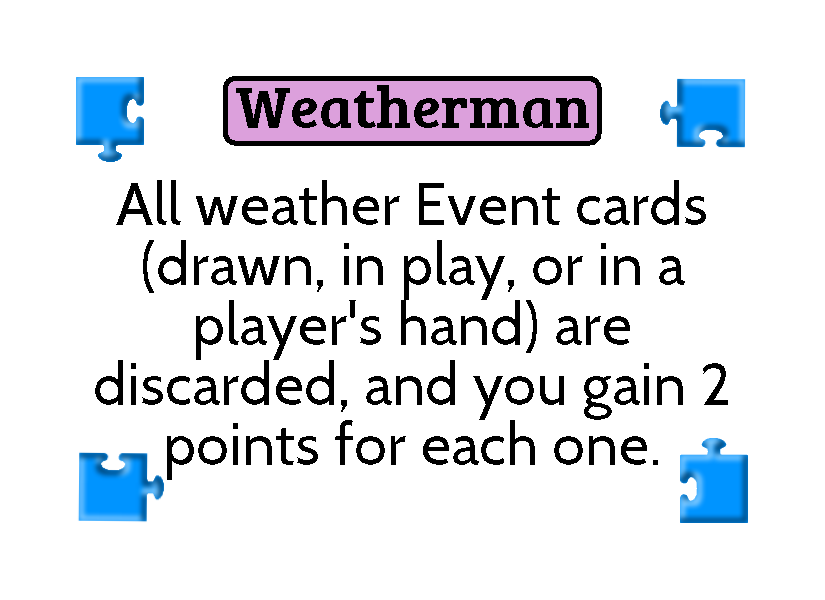 Weatherman
All weather Event cards
(drawn, in play, or in a
player's hand) are
discarded, and you gain 2
points for each one.